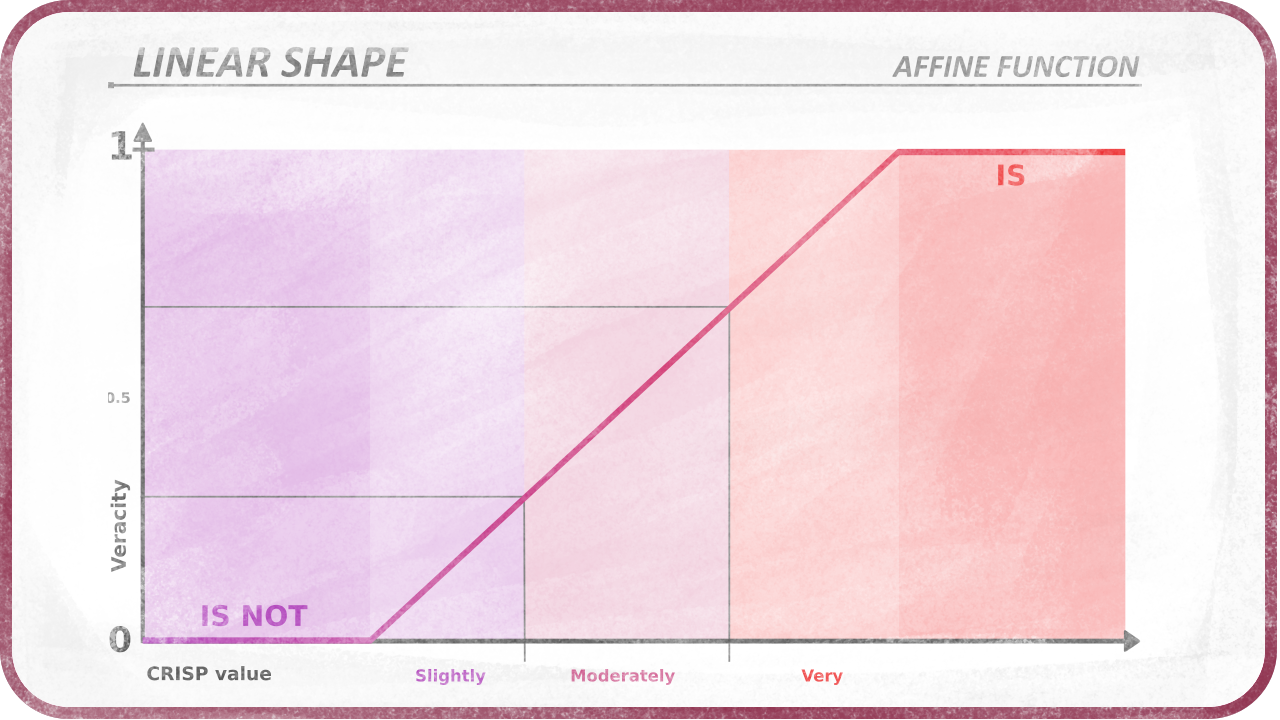 LINEAR SHAPE
AFFINE FUNCTION
1
IS
0.5
Veracity
IS NOT
0
CRISP value
Slightly
Moderately
Very